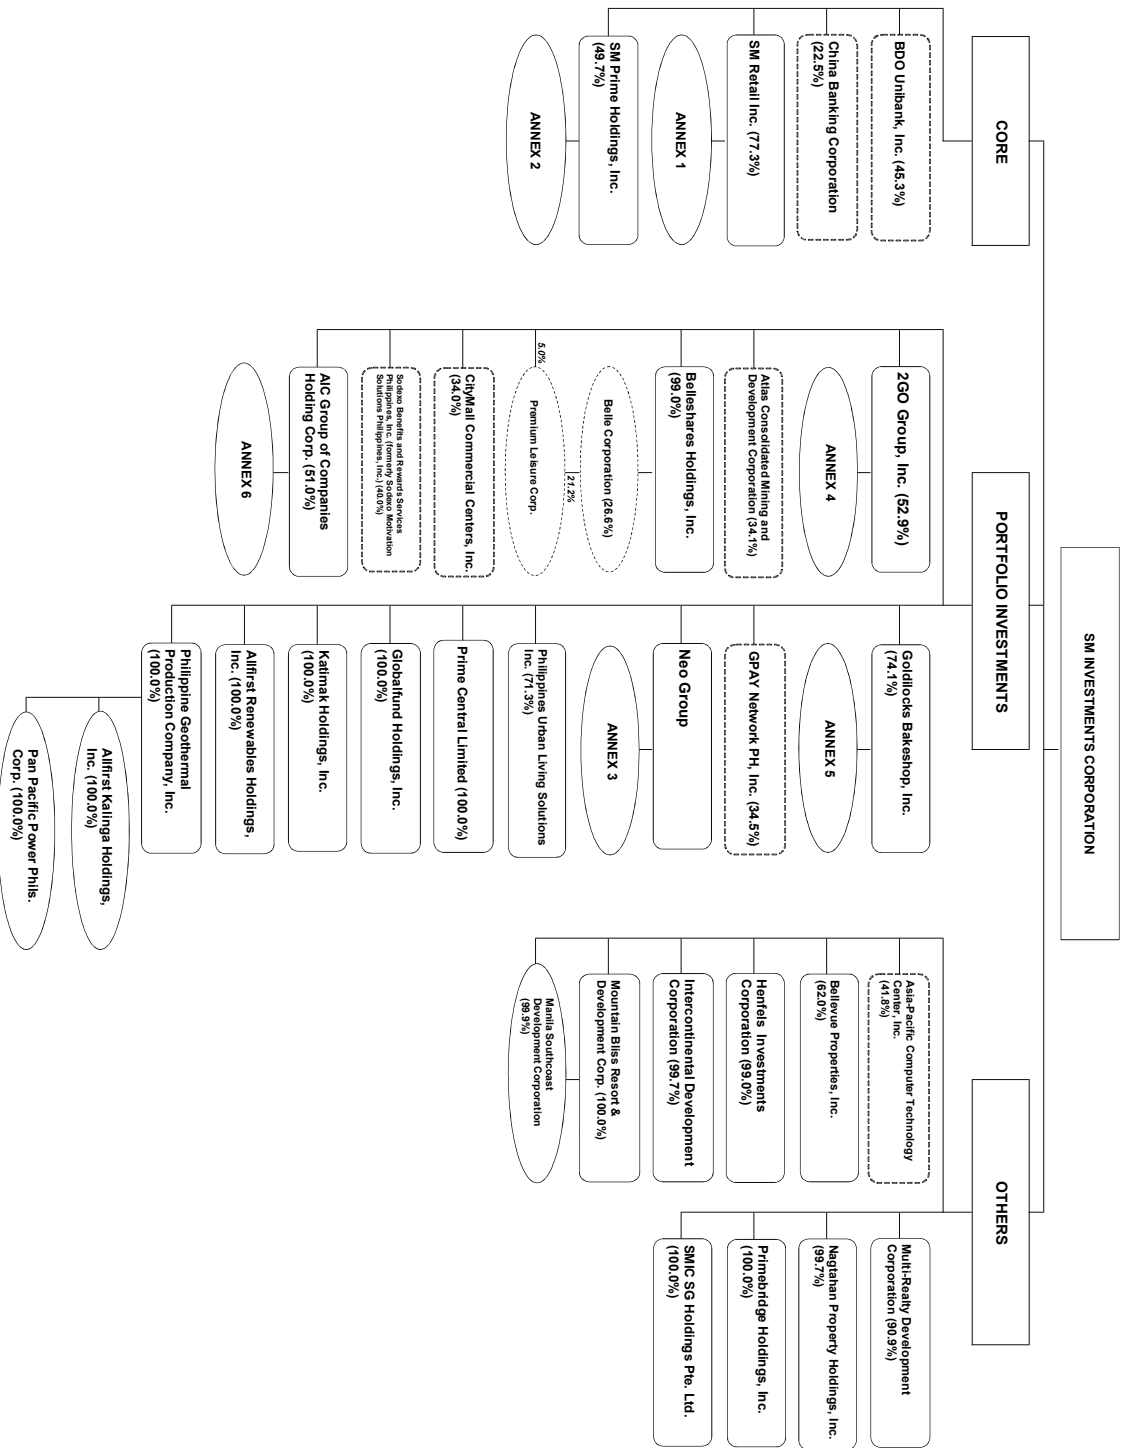 SM INVESTMENTS CORPORATION
CORE
BDO Unibank, Inc. (45.3%)
China Banking Corporation
(22.5%)
SM Retail Inc. (77.3%)
ANNEX 1
SM Prime Holdings, Inc.
(49.7%)
ANNEX 2
PORTFOLIO INVESTMENTS
2GO Group, Inc. (52.9%)
ANNEX 4
Atlas Consolidated Mining and
Development Corporation (34.1%)
Belleshares Holdings, Inc.
(99.0%)
Belle Corporation (26.6%)
21.2%
5.0%
Premium Leisure Corp.
CityMall Commercial Centers, Inc.
(34.0%)
Sodexo Benefits and Rewards Services
Philippines, Inc. (formerly Sodexo Motivation
Solutions Philippines, Inc.) (40.0%)
AIC Group of Companies
Holding Corp. (51.0%)
ANNEX 6
Goldilocks Bakeshop, Inc.
(74.1%)
ANNEX 5
GPAY Network PH, Inc. (34.5%)
Neo Group
ANNEX 3
Philippines Urban Living Solutions
Inc. (71.3%)
Prime Central Limited (100.0%)
Globalfund Holdings, Inc.
(100.0%)
Katimak Holdings, Inc.
(100.0%)
Allfirst Renewables Holdings,
Inc. (100.0%)
Philippine Geothermal
Production Company, Inc.
(100.0%)
Allfirst Kalinga Holdings,
Inc. (100.0%)
Pan Pacific Power Phils.
Corp. (100.0%)
OTHERS
Asia-Pacific Computer Technology
Center, Inc.
(41.8%)
Bellevue Properties, Inc.
(62.0%)
Henfels Investments
Corporation (99.0%)
Intercontinental Development
Corporation (99.7%)
Mountain Bliss Resort &
Development Corp. (100.0%)
Manila Southcoast
Development Corporation
(99.9%)
Multi-Realty Development
Corporation (90.9%)
Nagtahan Property Holdings, Inc.
(99.7%)
Primebridge Holdings, Inc.
(100.0%)
SMIC SG Holdings Pte. Ltd.
(100.0%)